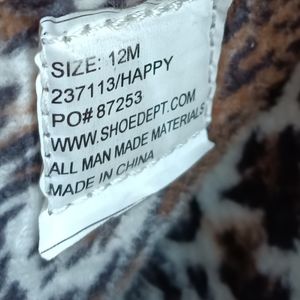 SIZE: 12M
237113/HAPPY
PO# 87253
WWW.SHOEDEPT.COM
ALL MAN MADE MATERIALS
MADE IN CHINA